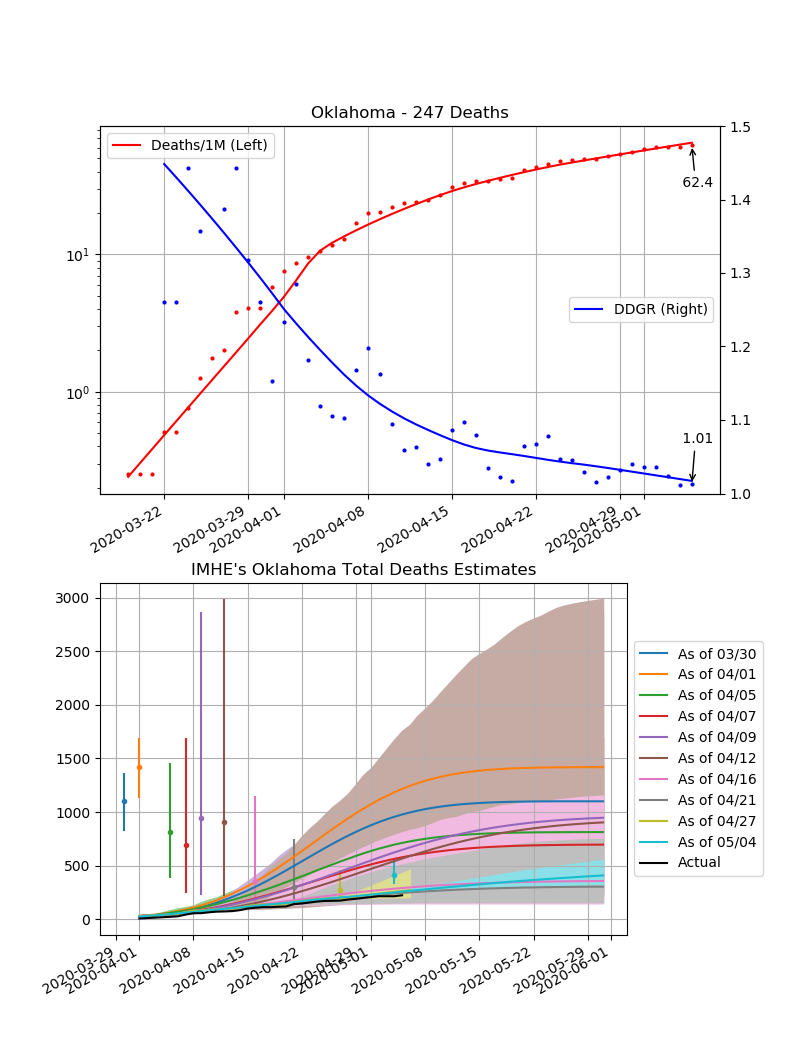 Oklahoma - 247 Deaths
Deaths/1M (Left)
DDGR (Right)
62.4
1.01
10¹
10⁰
1.5
1.4
1.3
1.2
1.1
1.0
2020-03-22
2020-03-29
2020-04-01
2020-04-08
2020-04-15
2020-04-22
2020-04-29
2020-05-01
IMHE's Oklahoma Total Deaths Estimates
3000
2500
2000
1500
1000
500
0
2020-03-29
2020-04-01
2020-04-08
2020-04-15
2020-04-22
2020-04-29
2020-05-01
2020-05-08
2020-05-15
2020-05-22
2020-05-29
2020-06-01
As of 03/30
As of 04/01
As of 04/05
As of 04/07
As of 04/09
As of 04/12
As of 04/16
As of 04/21
As of 04/27
As of 05/04
Actual